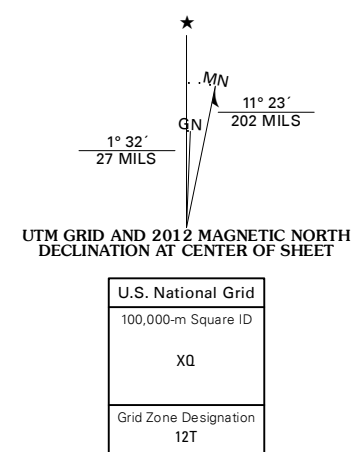 ★
MN
GN
11° 23´
202 MILS
1° 32´
27 MILS
UTM GRID AND 2012 MAGNETIC NORTH
DECLINATION AT CENTER OF SHEET
U.S. National Grid
100,000-m Square ID
XQ
Grid Zone Designation
12T